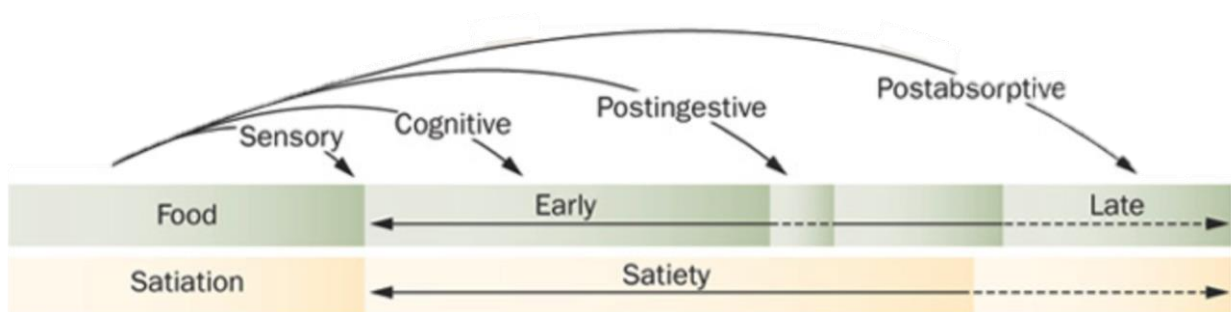 Sensory
Cognitive
Postingestive
Postabsorptive
Food
Early
Late
Satiation
Satiety